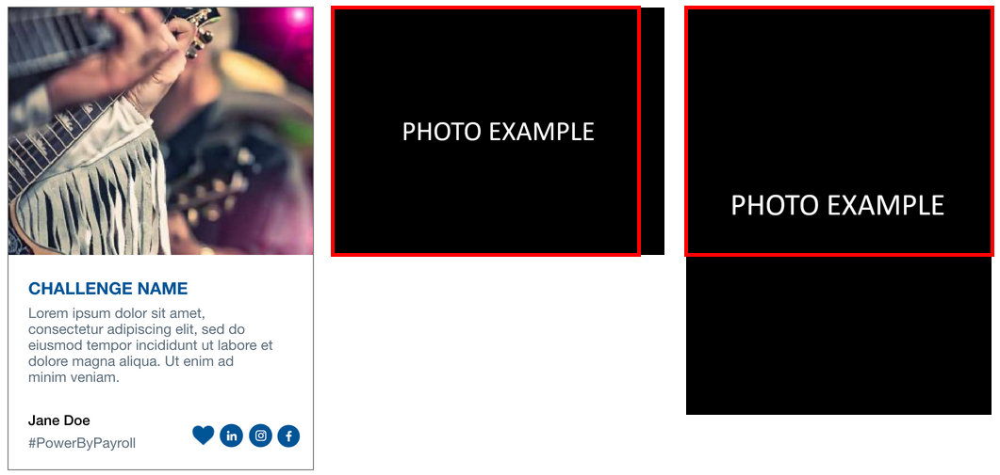 CHALLENGE NAME
Lorem ipsum dolor sit amet,
consectetur adipiscing elit, sed do
eiusmod tempor incididunt ut labore et
dolore magna aliqua. Ut enim ad
minim veniam.
Jane Doe
#PowerByPayroll
in
f
PHOTO EXAMPLE
PHOTO EXAMPLE